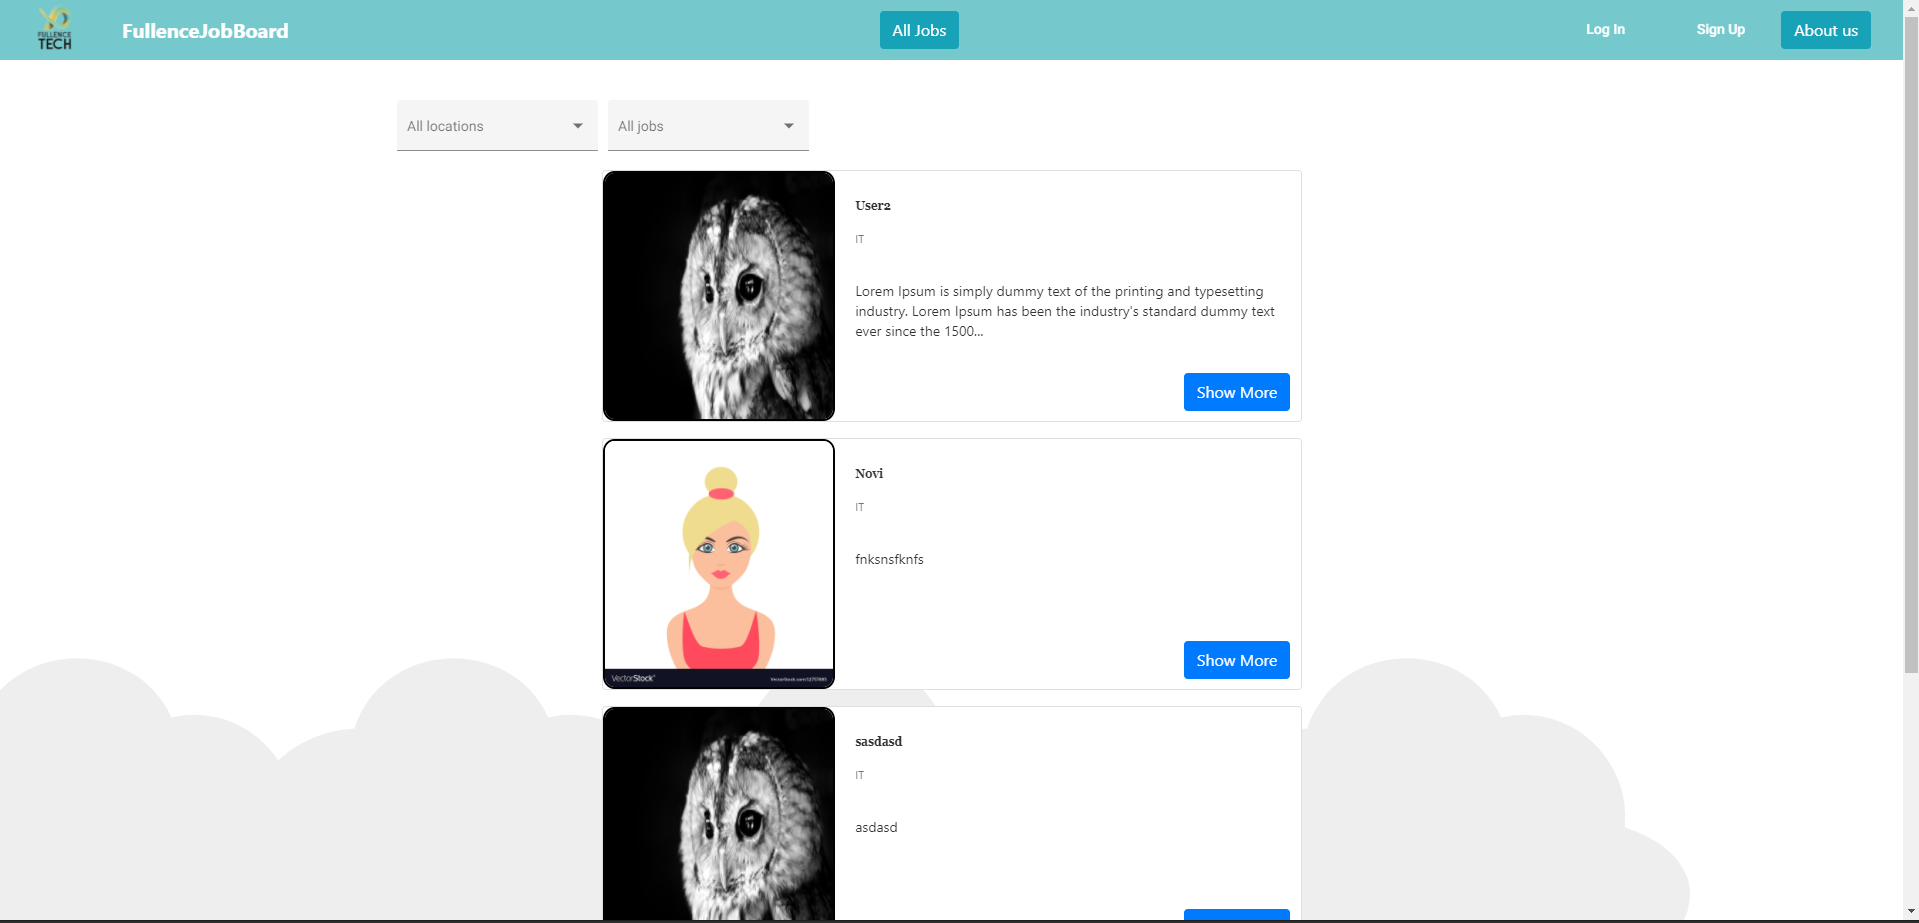 FULLENCE
TECH
FullenceJobBoard
All Jobs
Log In
Sign Up
About us
All locations
All jobs
User2
IT
Lorem Ipsum is simply dummy text of the printing and typesetting
industry. Lorem Ipsum has been the industry's standard dummy text
ever since the 1500...
Show More
Novi
IT
fnksnsfknfs
VectorStock®
Show More
sasdasd
IT
asdasd